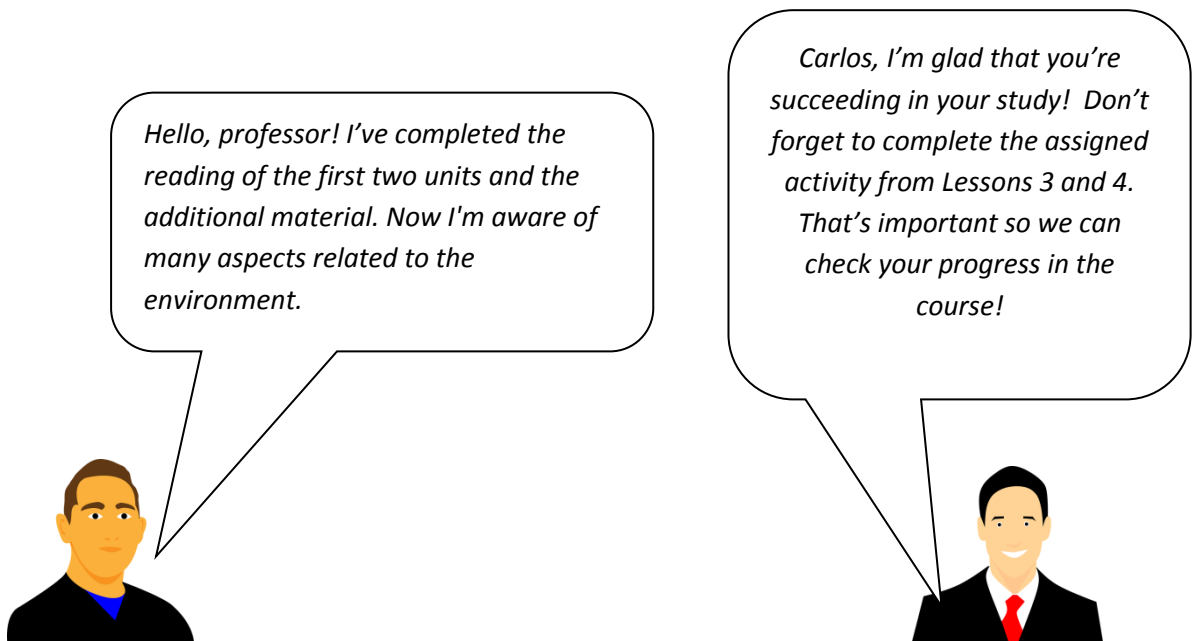 Hello, professor! I’ve completed the
reading of the first two units and the
additional material. Now I'm aware of
many aspects related to the
environment.
Carlos, I’m glad that you’re
succeeding in your study!  Don’t
forget to complete the assigned
activity from Lessons 3 and 4.
That’s important so we can
check your progress in the
course!